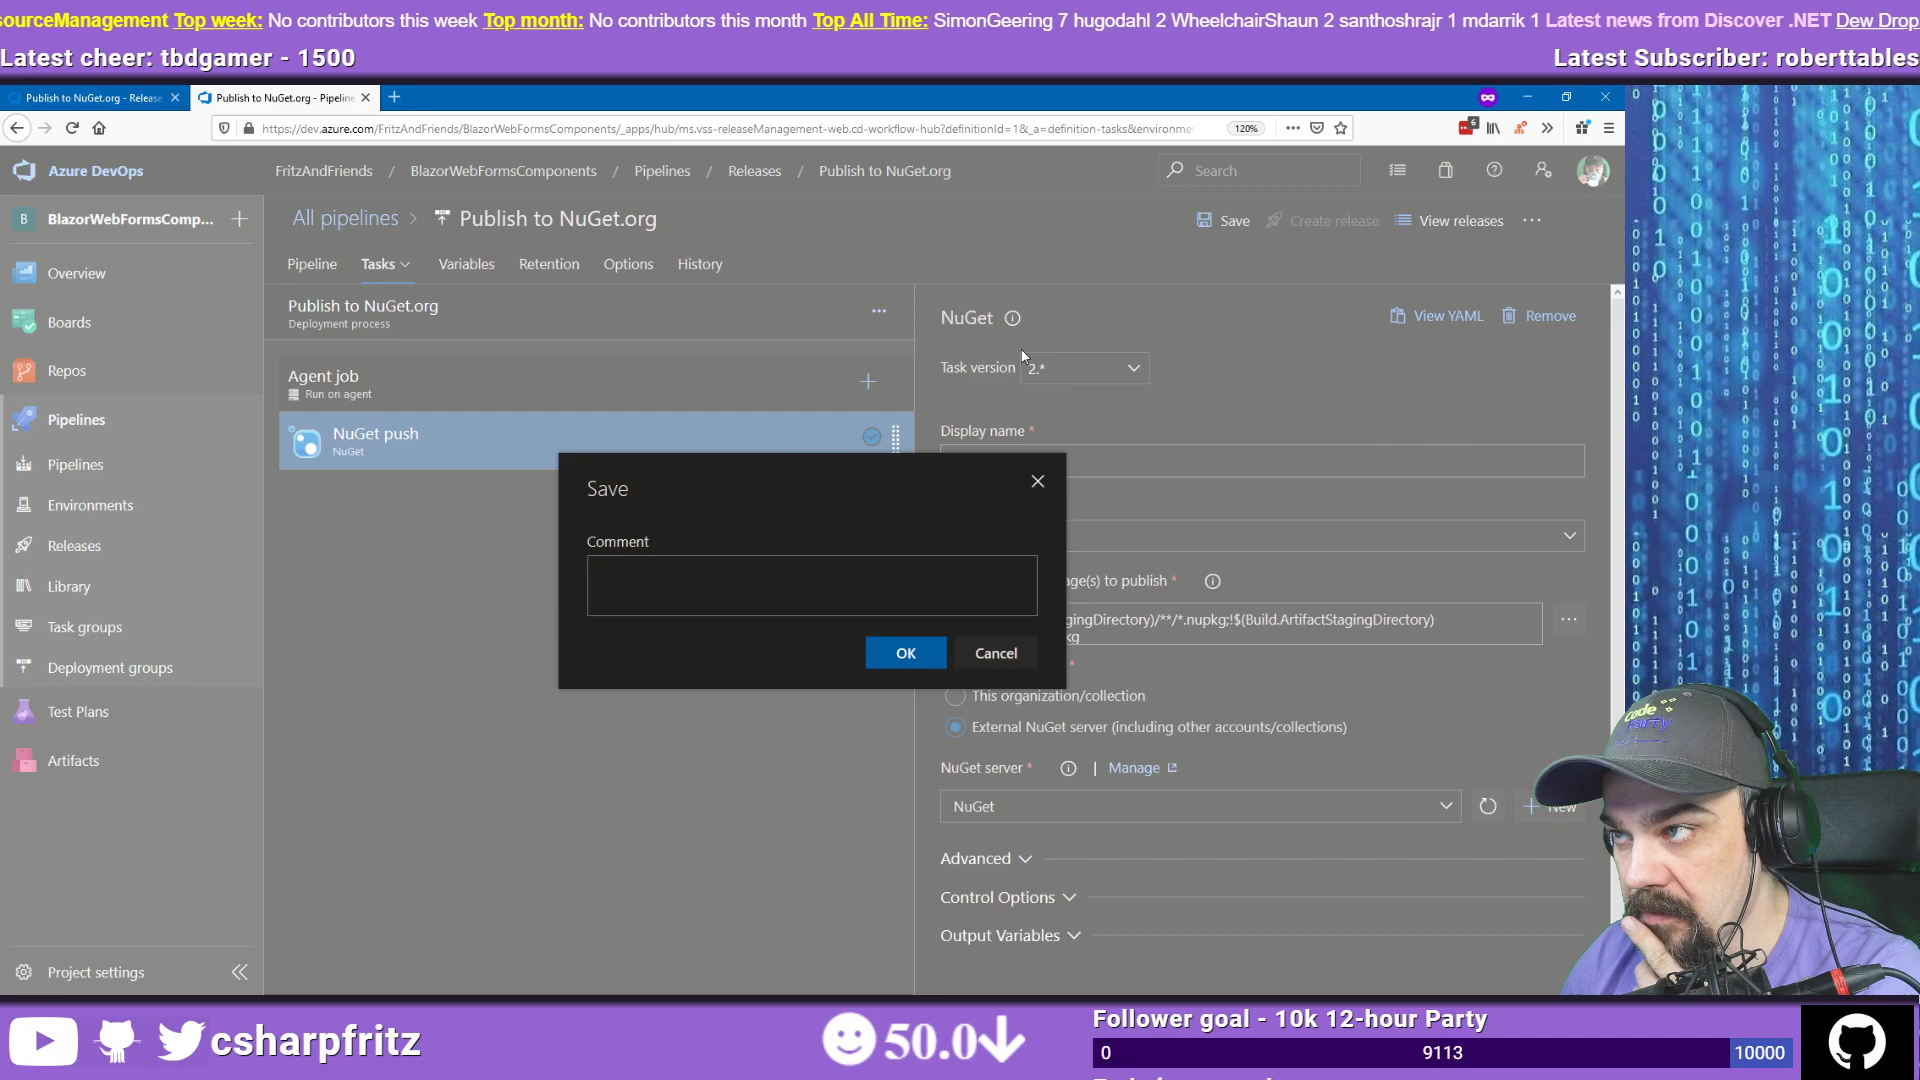 sourceManagement Top week: No contributors this week Top month: No contributors this month Top All Time: SimonGeering 7 hugodahl 2 WheelchairShaun 2 santhoshrajr 1 mdarrik 1 Latest news from Discover .NET Dew Drop
Latest cheer: tbdgamer - 1500
Latest Subscriber: roberttables
Publish to NuGet.org - Release
Publish to NuGet.org - Pipeline
https://dev.azure.com/FritzAndFriends/BlazorWebFormsComponents/_apps/hub/ms.vss-releaseManagement-web.cd-workflow-hub?definitionId=1&_a=definition-tasks&environme
120%
6
Azure DevOps
FritzAndFriends / BlazorWebFormsComponents / Pipelines / Releases / Publish to NuGet.org
Search
B BlazorWebFormsComp...
All pipelines > Publish to NuGet.org
Save
Create release
View releases
Pipeline
Tasks
Variables
Retention
Options
History
Overview
Boards
Repos
Pipelines
Pipelines
Environments
Releases
Library
Task groups
Deployment groups
Test Plans
Artifacts
Project settings
Publish to NuGet.org
Deployment process
Agent job
Run on agent
NuGet push
NuGet
NuGet
View YAML
Remove
Task version 2.*
Display name *
Save
Comment
OK
Cancel
age(s) to publish *
gingDirectory)/**/*.nupkg;!$(Build.ArtifactStagingDirectory)
kg
*
This organization/collection
External NuGet server (including other accounts/collections)
NuGet server * | Manage
NuGet
New
Advanced
Control Options
Output Variables
Code
Party
csharpfritz
50.0
Follower goal - 10k 12-hour Party
0
9113
10000